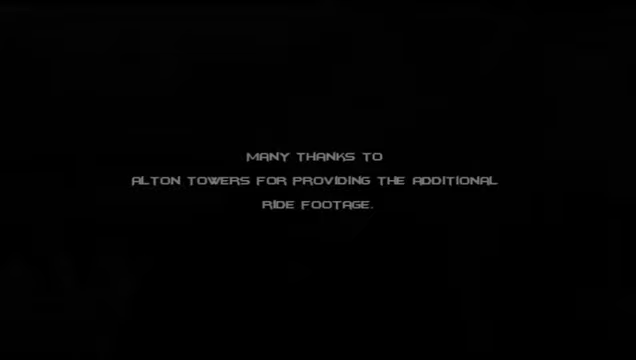 MANY THANKS TO
ALTON TOWERS FOR PROVIDING THE ADDITIONAL
RIDE FOOTAGE.